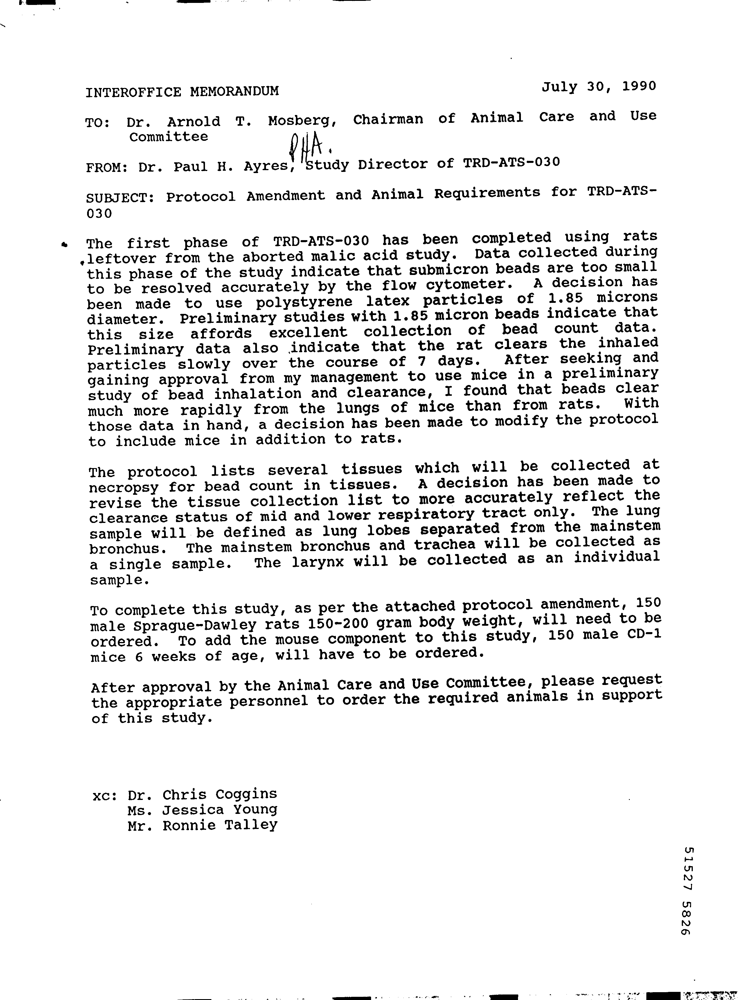 INTEROFFICE MEMORANDUM July 30, 1990
TO: Dr. Arnold T. Mosberg, Chairman of Animal Care and Use
Committee
PHA.
FROM: Dr. Paul H. Ayres, Study Director of TRD-ATS-030
SUBJECT: Protocol Amendment and Animal Requirements for TRD-ATS-
030
The first phase of TRD-ATS-030 has been completed using rats
leftover from the aborted malic acid study. Data collected during
this phase of the study indicate that submicron beads are too small
to be resolved accurately by the flow cytometer. A decision has
been made to use polystyrene latex particles of 1.85 microns
diameter. Preliminary studies with 1.85 micron beads indicate that
this size affords excellent collection of bead count data.
Preliminary data also indicate that the rat clears the inhaled
particles slowly over the course of 7 days. After seeking and
gaining approval from my management to use mice in a preliminary
study of bead inhalation and clearance, I found that beads clear
much more rapidly from the lungs of mice than from rats. With
those data in hand, a decision has been made to modify the protocol
to include mice in addition to rats.
The protocol lists several tissues which will be collected at
necropsy for bead count in tissues. A decision has been made to
revise the tissue collection list to more accurately reflect the
clearance status of mid and lower respiratory tract only. The lung
sample will be defined as lung lobes separated from the mainstem
bronchus. The mainstem bronchus and trachea will be collected as
a single sample. The larynx will be collected as an individual
sample.
To complete this study, as per the attached protocol amendment, 150
male Sprague-Dawley rats 150-200 gram body weight, will need to be
ordered. To add the mouse component to this study, 150 male CD-1
mice 6 weeks of age, will have to be ordered.
After approval by the Animal Care and Use Committee, please request
the appropriate personnel to order the required animals in support
of this study.
xc: Dr. Chris Coggins
Ms. Jessica Young
Mr. Ronnie Talley
51527 5826